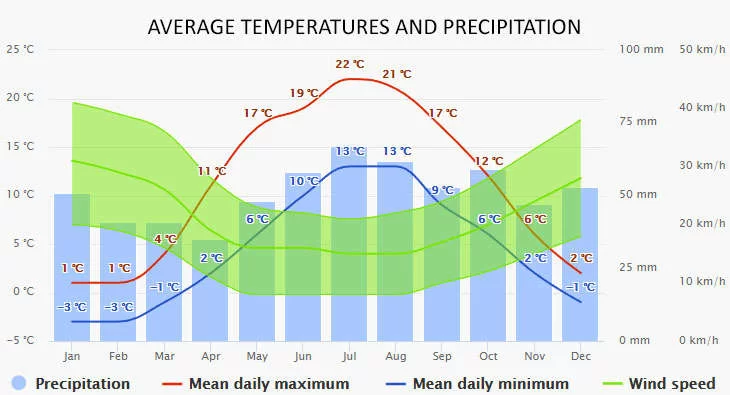 AVERAGE TEMPERATURES AND PRECIPITATION
25 °C 100 mm 50 km/h
22 °C
21 °C
20 °C 19 °C 40 km/h
17 °C 17 °C
75 mm
15 °C 13 °C 13 °C 30 km/h
11 °C 12 °C
10 °C 10 °C 9 °C 50 mm
6 °C 6 °C 6 °C 20 km/h
5 °C 4 °C
2 °C 2 °C 2 °C 25 mm
1 °C 1 °C 10 km/h
0 °C −1 °C −1 °C
−3 °C −3 °C
−5 °C 0 mm 0 km/h
Jan Feb Mar Apr May Jun Jul Aug Sep Oct Nov Dec
Precipitation Mean daily maximum Mean daily minimum Wind speed